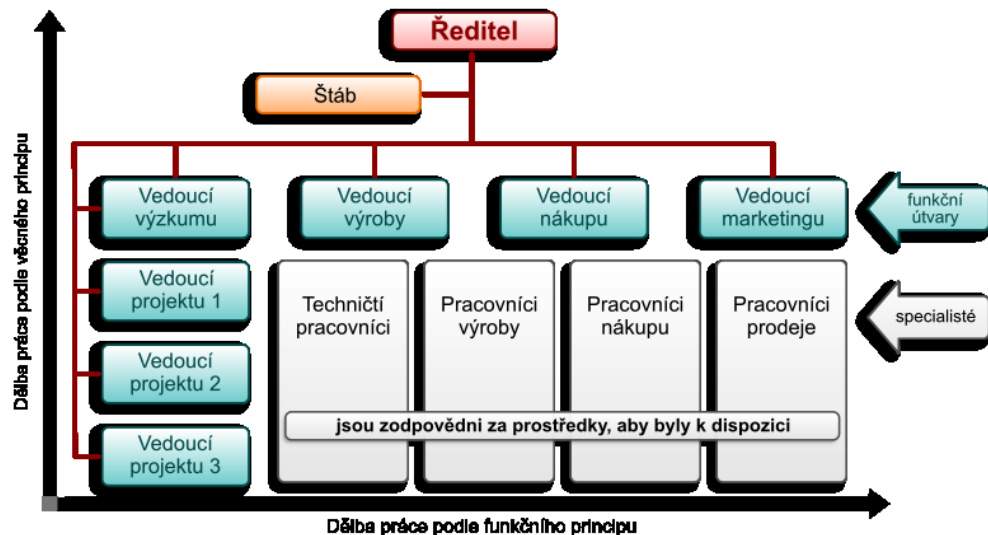 Ředitel
Štáb
Vedoucí
výzkumu
Vedoucí
výroby
Vedoucí
nákupu
Vedoucí
marketingu
funkční
útvary
Vedoucí
projektu 1
Vedoucí
projektu 2
Vedoucí
projektu 3
Techničtí
pracovníci
Pracovníci
výroby
Pracovníci
nákupu
Pracovníci
prodeje
specialisté
jsou zodpovědni za prostředky, aby byly k dispozici
Dělba práce podle věcného principu
Dělba práce podle funkčního principu